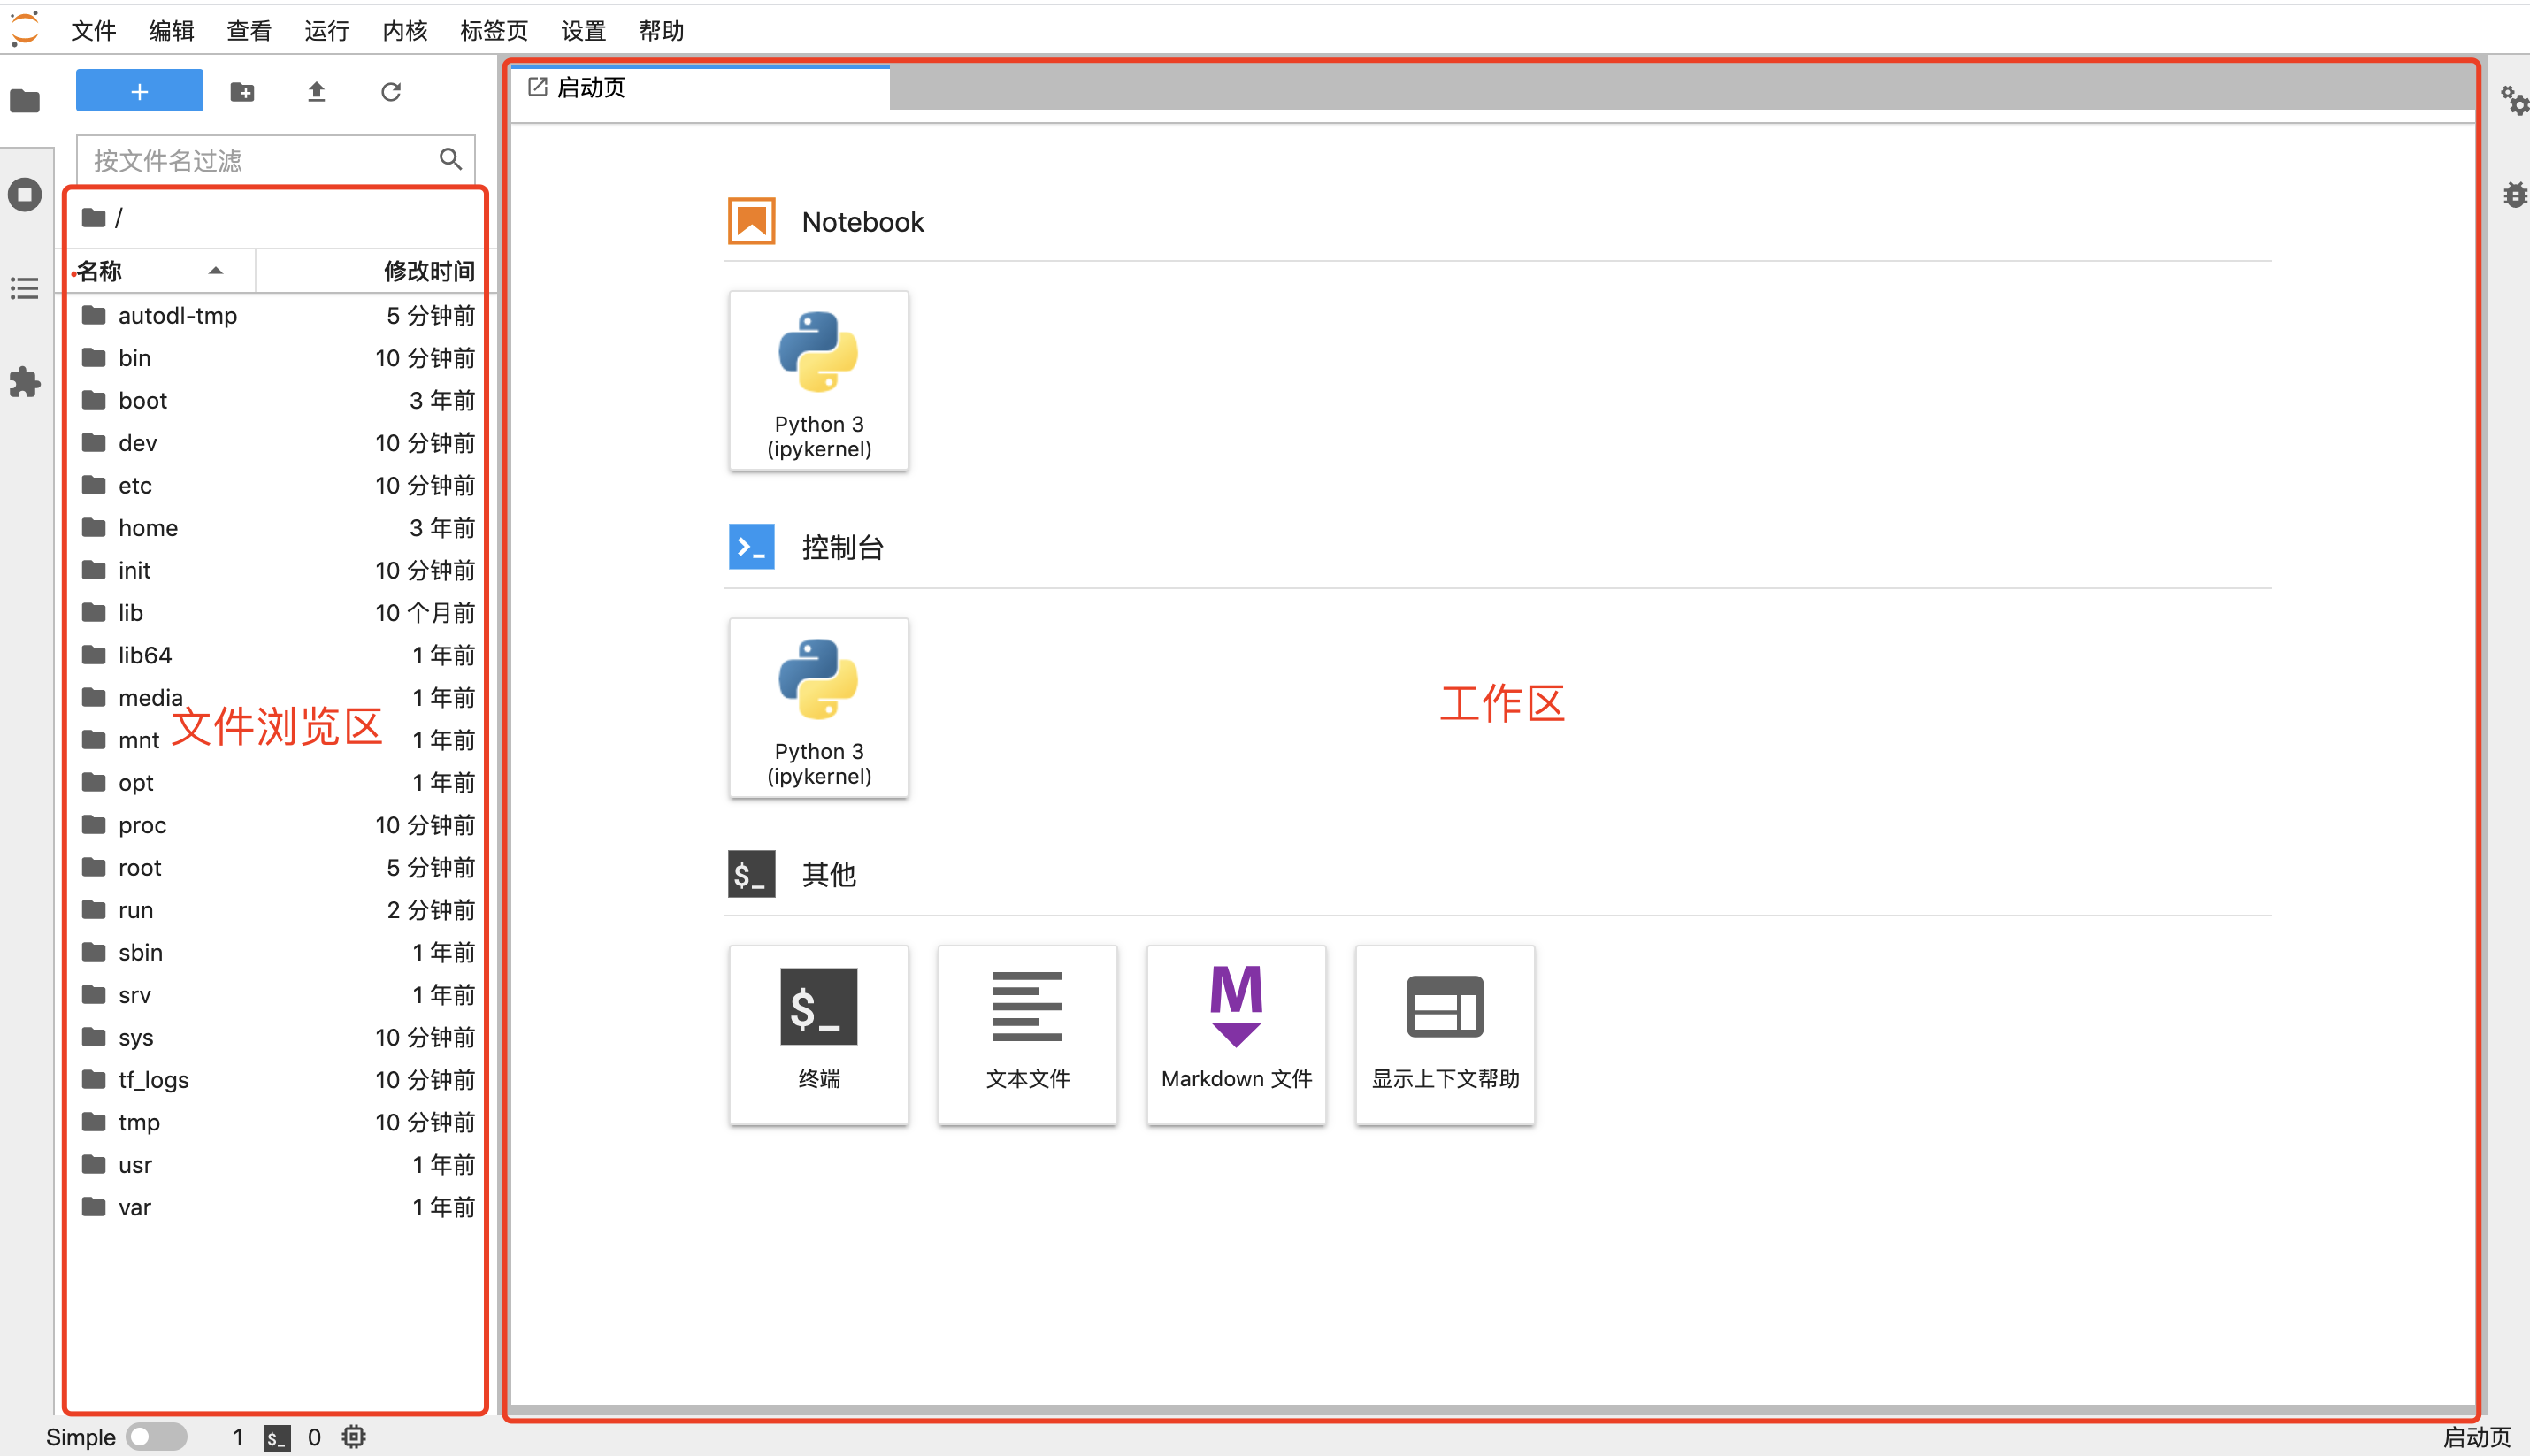 文件 编辑 查看 运行 内核 标签页 设置 帮助
+
按文件名过滤
/
名称 修改时间
autodl-tmp 5 分钟前
bin 10 分钟前
boot 3 年前
dev 10 分钟前
etc 10 分钟前
home 3 年前
init 10 分钟前
lib 10 个月前
lib64 1 年前
media 1 年前
文件浏览区
mnt 1 年前
opt 1 年前
proc 10 分钟前
root 5 分钟前
run 2 分钟前
sbin 1 年前
srv 1 年前
sys 10 分钟前
tf_logs 10 分钟前
tmp 10 分钟前
usr 1 年前
var 1 年前
启动页
Notebook
Python 3
(ipykernel)
>_ 控制台
Python 3
(ipykernel)
工作区
$_ 其他
$_
终端
文本文件
M
Markdown 文件
显示上下文帮助
Simple 1 $_ 0 启动页